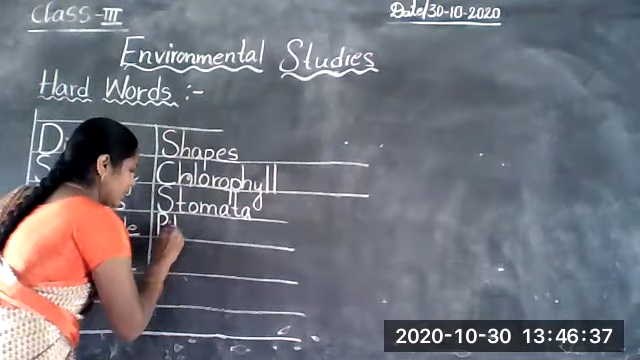 Class-III
Date/30-10-2020
Environmental Studies
Hard Words :-
Shapes
Chlorophyll
Stomata
2020-10-30 13:46:37